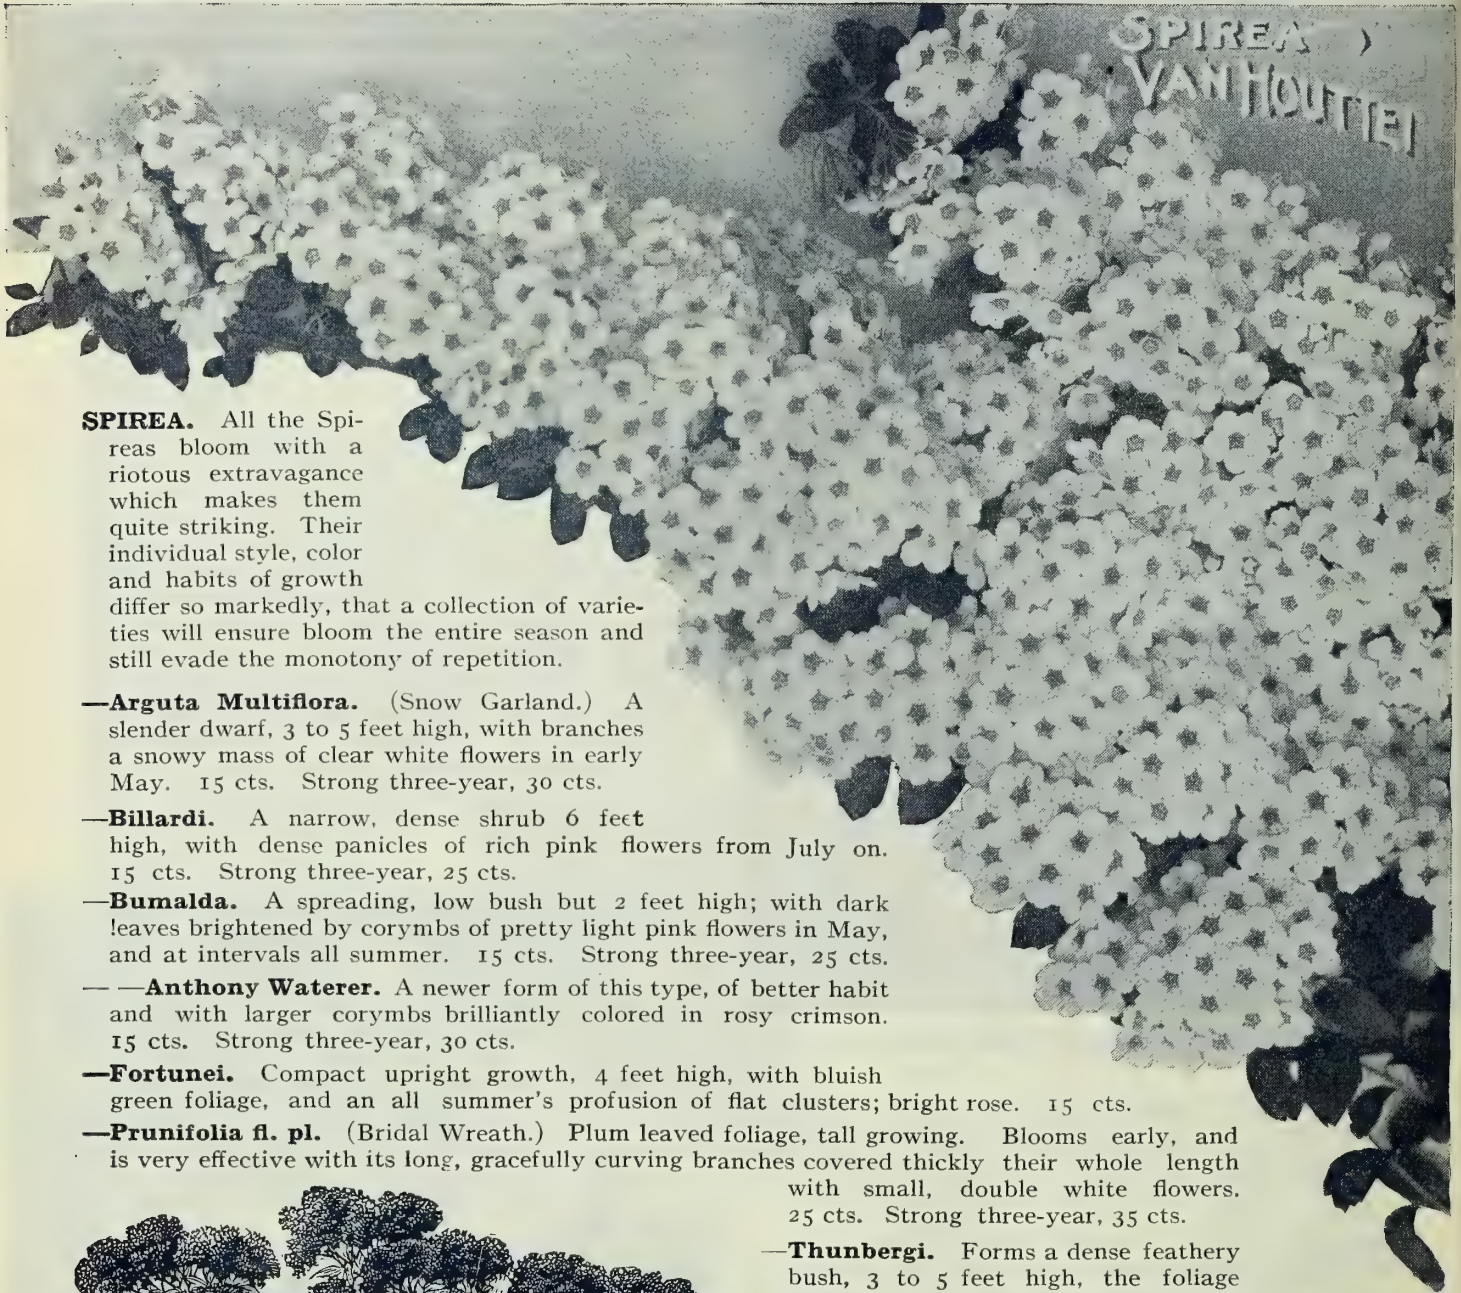 SPIREA
VAN HOUTTEI
SPIREA. All the Spi-
reas bloom with a
riotous extravagance
which makes them
quite striking. Their
individual style, color
and habits of growth
differ so markedly, that a collection of varie-
ties will ensure bloom the entire season and
still evade the monotony of repetition.
—Arguta Multiflora. (Snow Garland.) A
slender dwarf, 3 to 5 feet high, with branches
a snowy mass of clear white flowers in early
May. 15 cts. Strong three-year, 30 cts.
—Billardi. A narrow, dense shrub 6 feet
high, with dense panicles of rich pink flowers from July on.
15 cts. Strong three-year, 25 cts.
—Bumalda. A spreading, low bush but 2 feet high; with dark
leaves brightened by corymbs of pretty light pink flowers in May,
and at intervals all summer. 15 cts. Strong three-year, 25 cts.
— —Anthony Waterer. A newer form of this type, of better habit
and with larger corymbs brilliantly colored in rosy crimson.
15 cts. Strong three-year, 30 cts.
—Fortunei. Compact upright growth, 4 feet high, with bluish
green foliage, and an all summer's profusion of flat clusters; bright rose. 15 cts.
—Prunifolia fl. pl. (Bridal Wreath.) Plum leaved foliage, tall growing. Blooms early, and
is very effective with its long, gracefully curving branches covered thickly their whole length
with small, double white flowers.
25 cts. Strong three-year, 35 cts.
—Thunbergi. Forms a dense feathery
bush, 3 to 5 feet high, the foliage